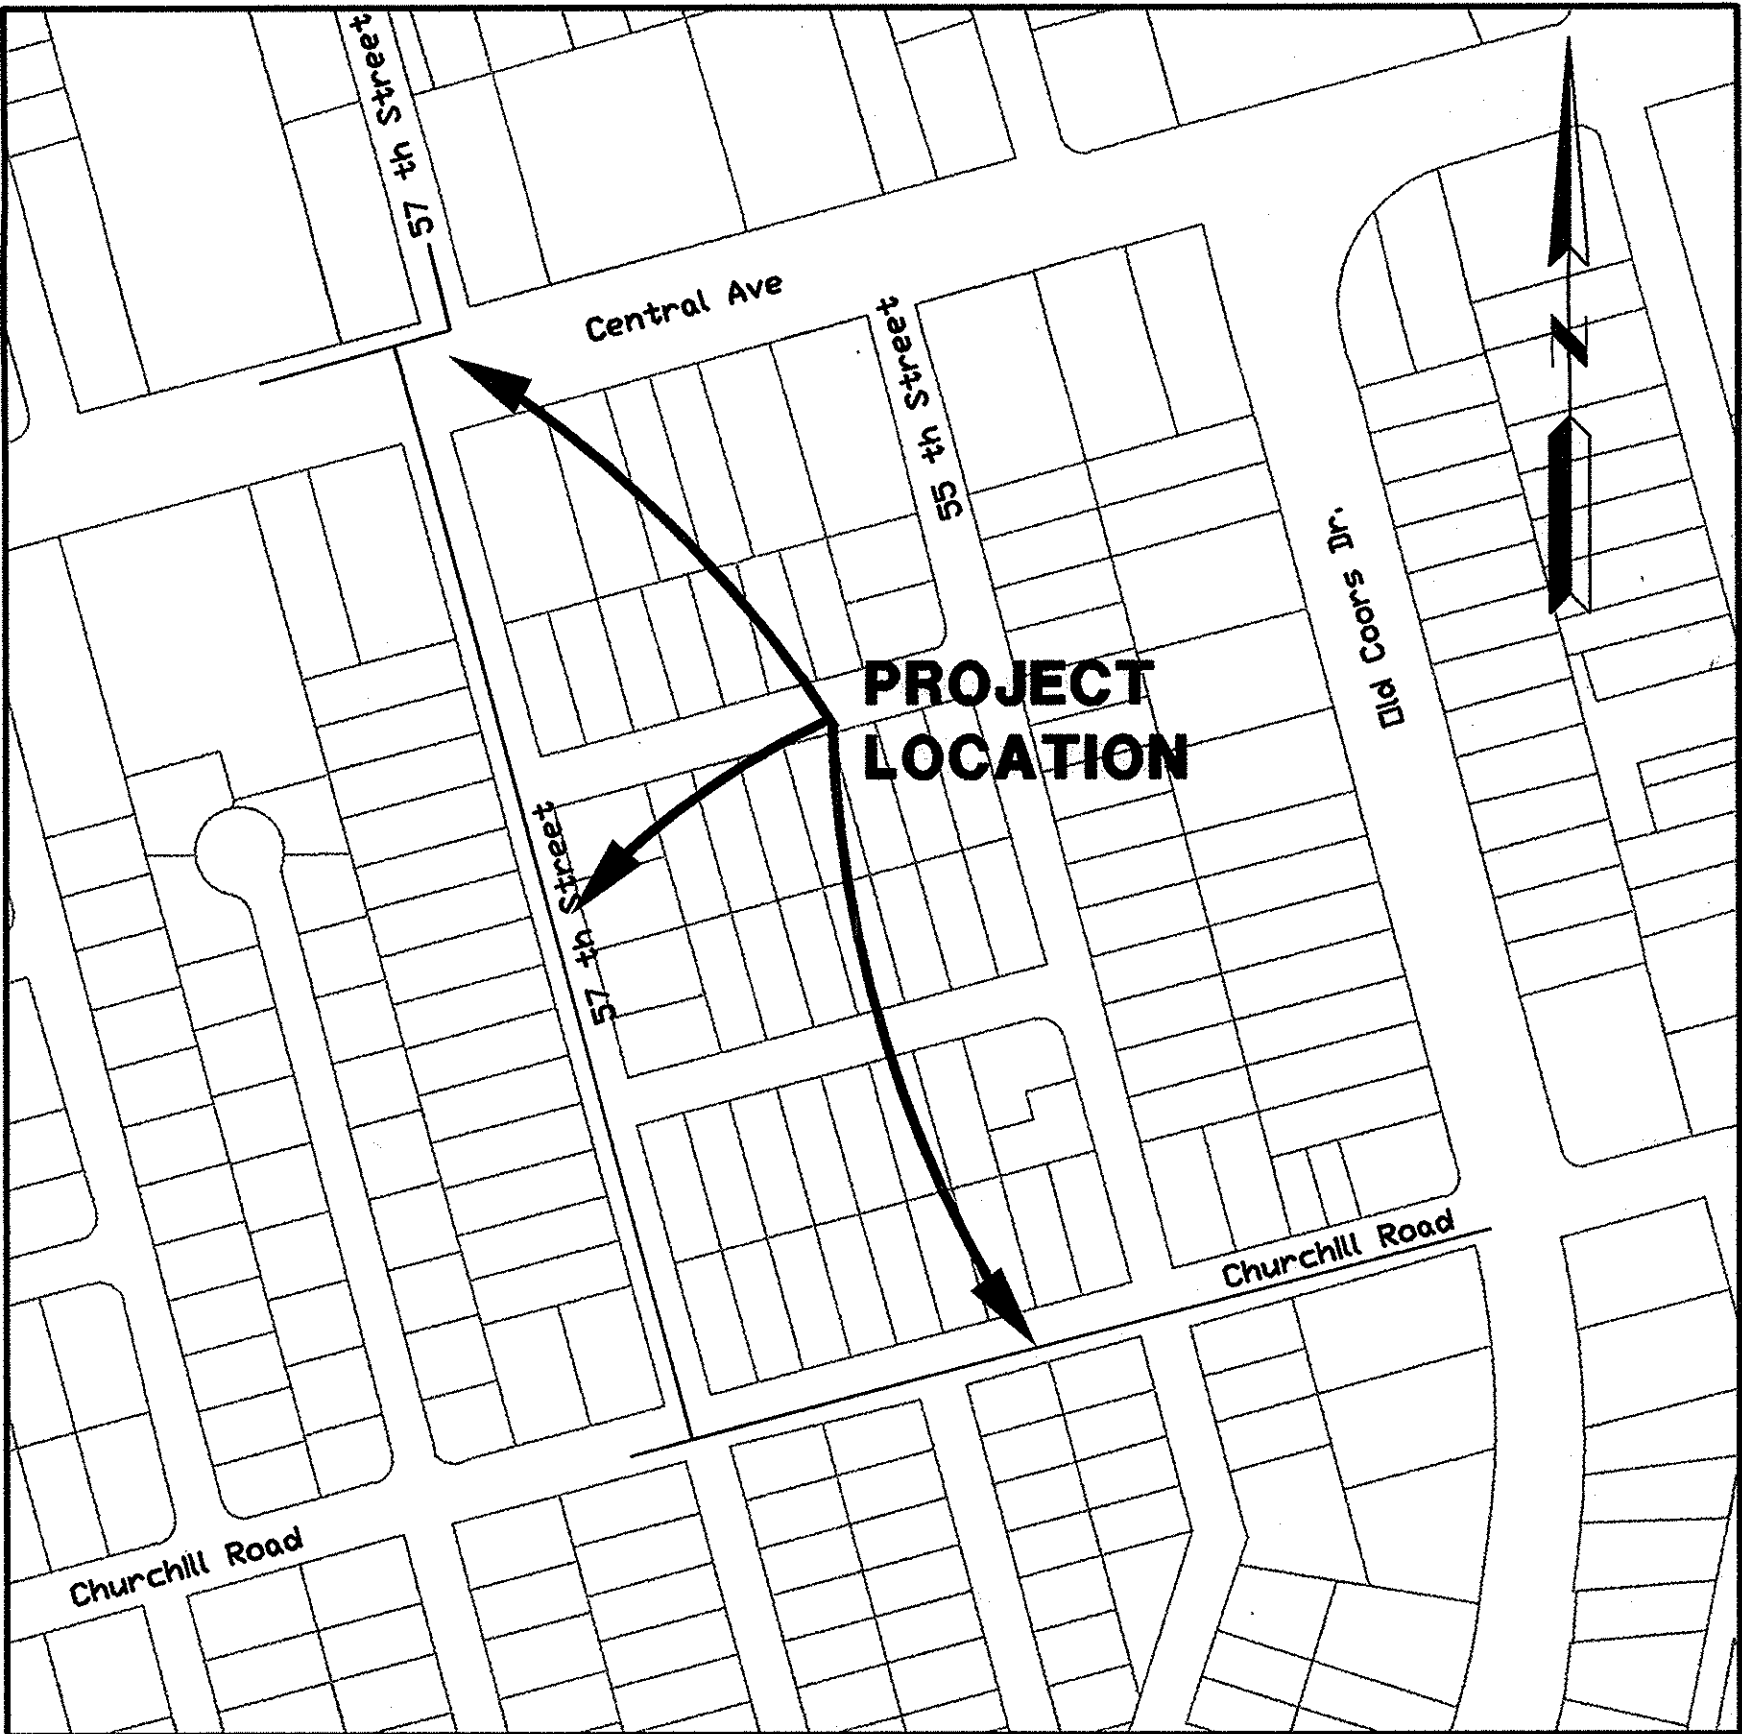 57 th Street
Central Ave
55 th Street
N
Old Coors Dr.
PROJECT
LOCATION
57 th Street
Churchill Road
Churchill Road